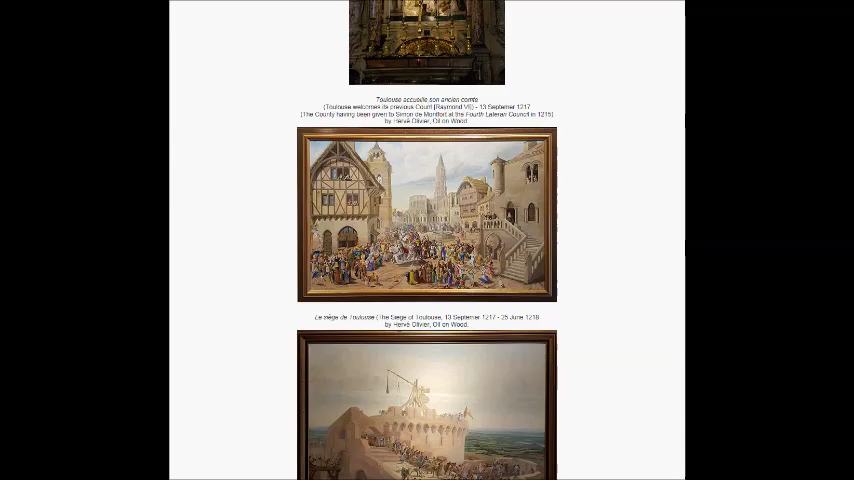 Toulouse accueille son ancien comte
(Toulouse welcomes its previous Count [Raymond VI]) - 13 Septemer 1217
(The County having been given to Simon de Montfort at the Fourth Lateran Council in 1215)
by Hervé Olivier, Oil on Wood
Le siège de Toulouse (The Siege of Toulouse, 13 Septemer 1217 - 25 June 1218
by Hervé Olivier, Oil on Wood.